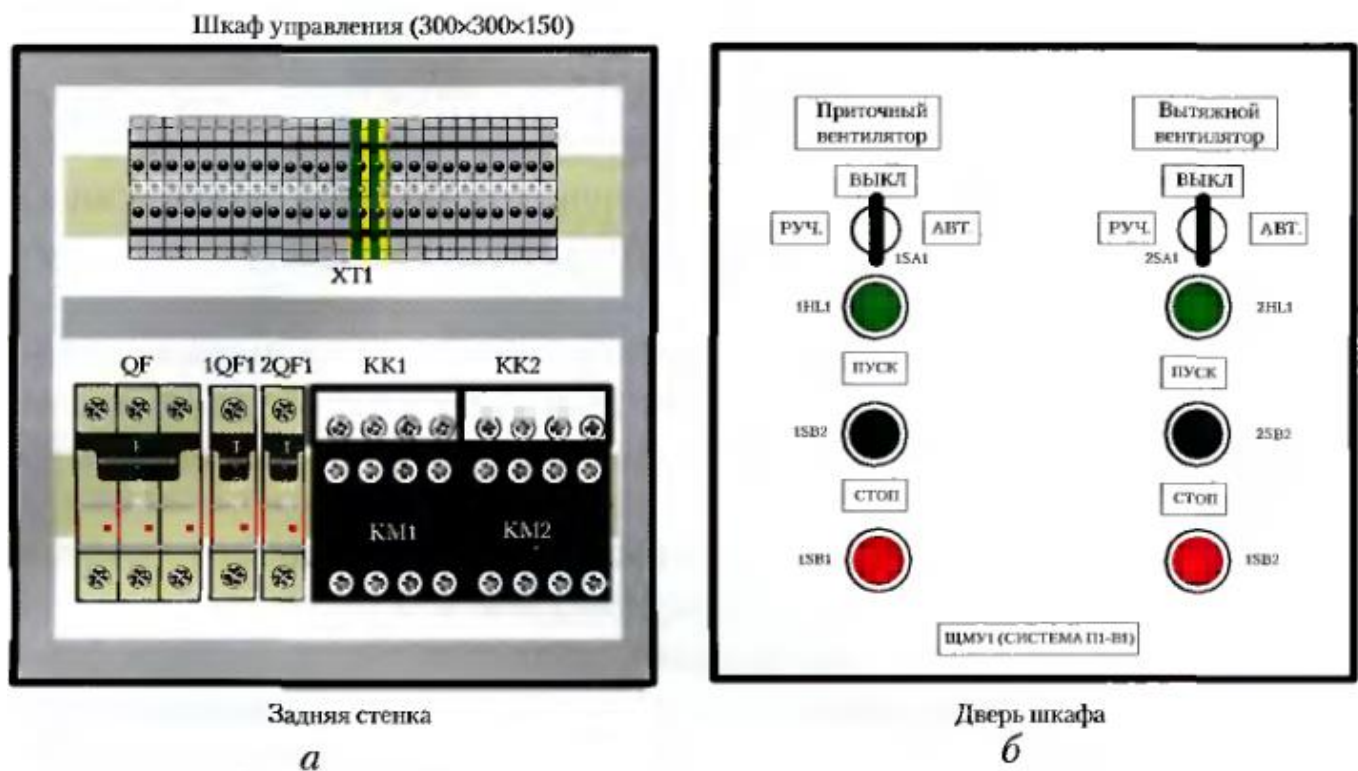 Шкаф управления (300×300×150)
XT1
QF 1QF1 2QF1 KK1 KK2
KM1 KM2
Задняя стенка
а
Приточный
вентилятор
ВЫКЛ
РУЧ. АВТ.
1SA1
1HL1
ПУСК
1SB2
СТОП
1SB1
Вытяжной
вентилятор
ВЫКЛ
РУЧ. АВТ.
2SA1
2HL1
ПУСК
2SB2
СТОП
1SB2
ЩМУ1 (СИСТЕМА П1-В1)
Дверь шкафа
б